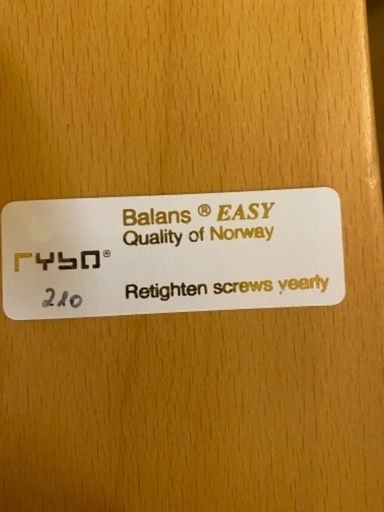 Balans ® EASY
Quality of Norway
rybo®
210
Retighten screws yearly